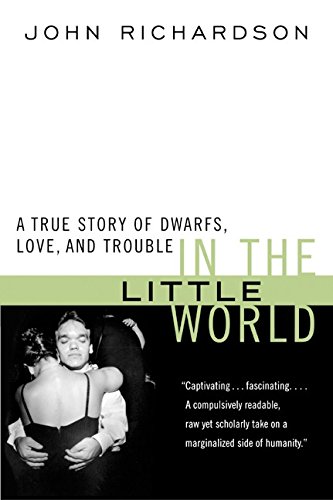 JOHN RICHARDSON
A TRUE STORY OF DWARFS,
LOVE, AND TROUBLE
IN THE
LITTLE
WORLD
"Captivating . . . fascinating. . . .
A compulsively readable,
raw yet scholarly take on a
marginalized side of humanity."